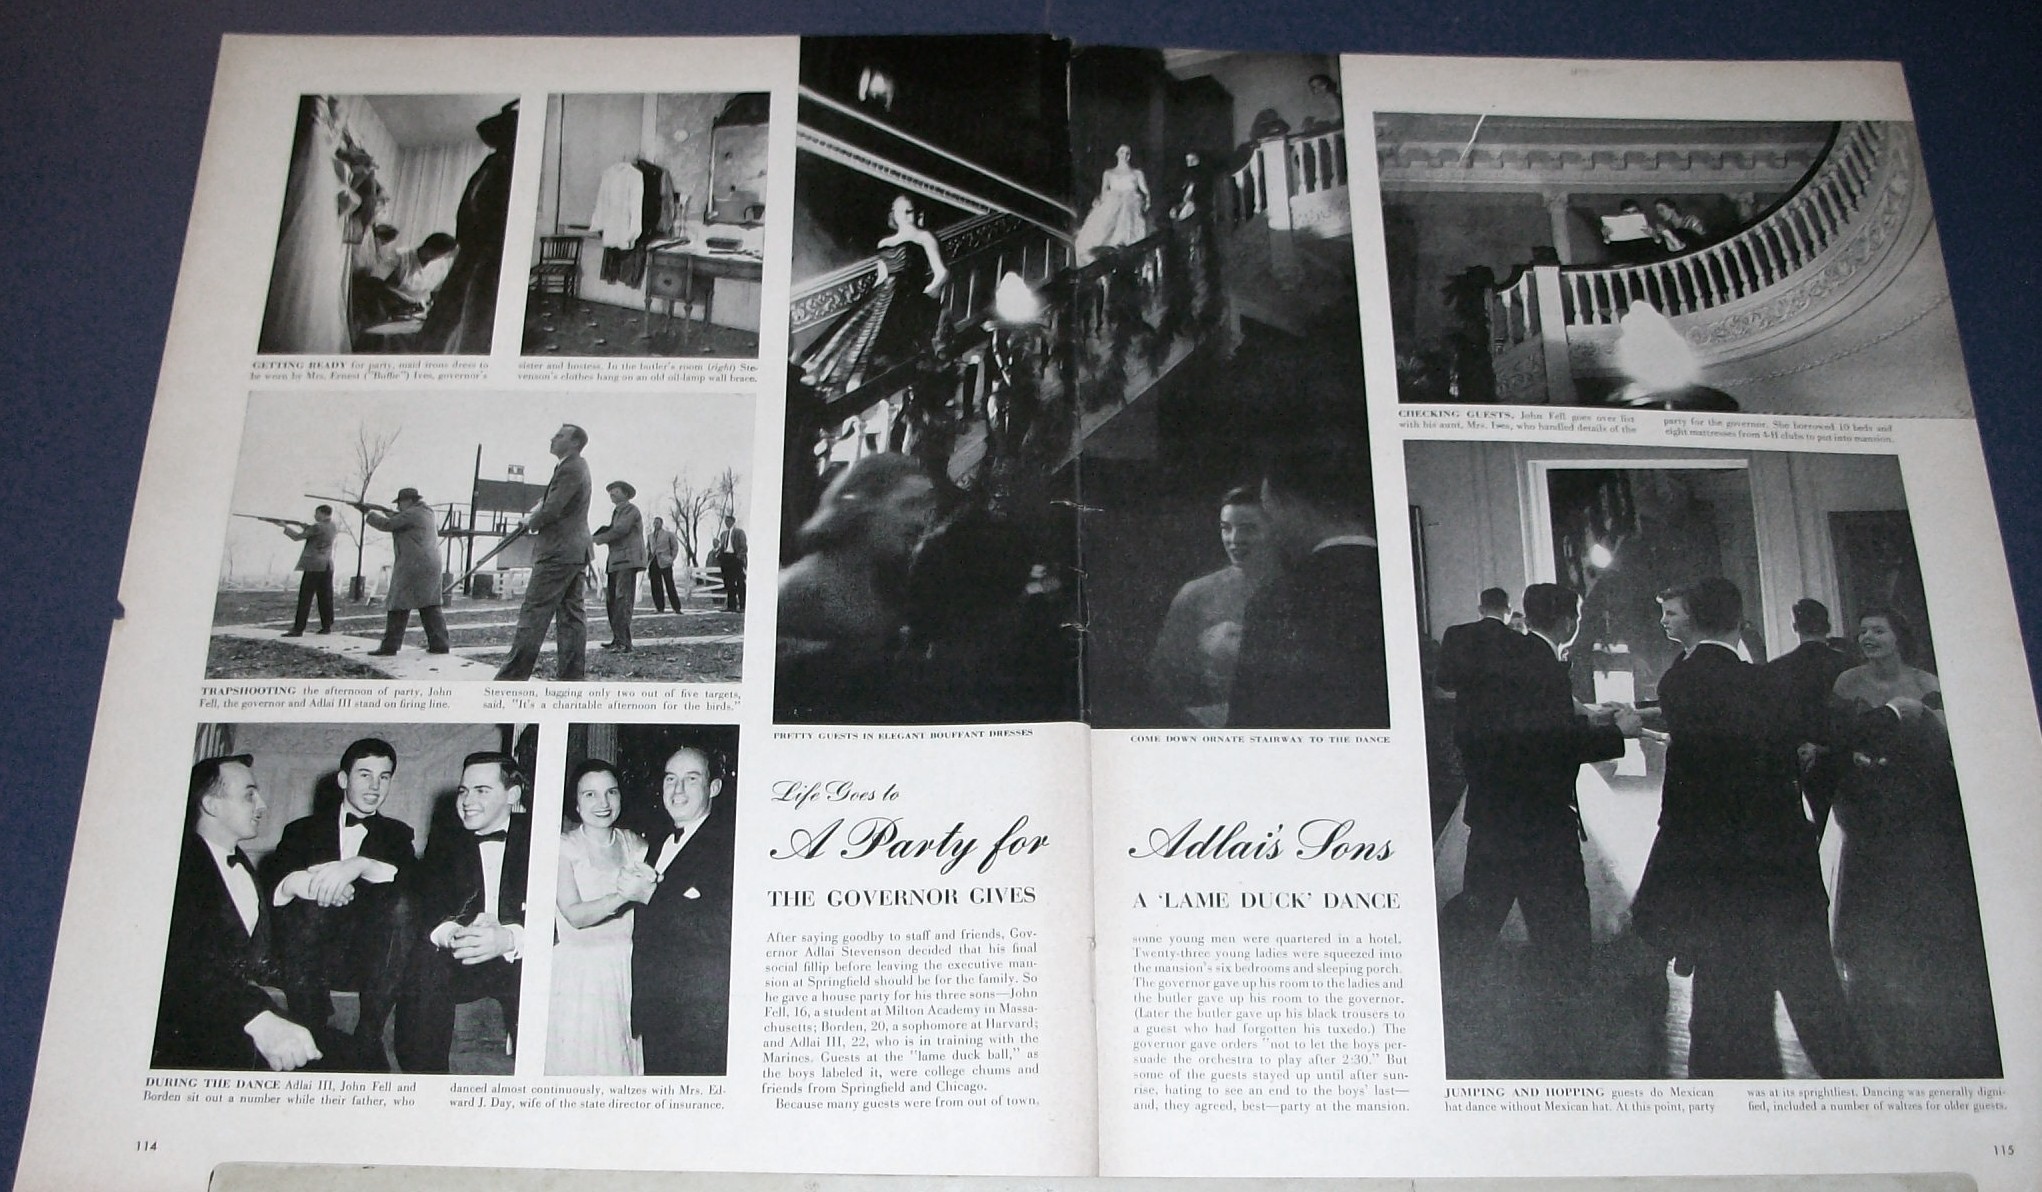 GETTING READY for party, maid irons dress to
be worn by Mrs. Ernest ("Buffie") Ives, governor's
sister and hostess. In the butler's room (right) Ste-
venson's clothes hang on an old oil-lamp wall brace.
TRAPSHOOTING the afternoon of party, John
Fell, the governor and Adlai III stand on firing line.
Stevenson, bagging only two out of five targets,
said, "It's a charitable afternoon for the birds."
DURING THE DANCE Adlai III, John Fell and
Borden sit out a number while their father, who
danced almost continuously, waltzes with Mrs. Ed-
ward J. Day, wife of the state director of insurance.
114
PRETTY GUESTS IN ELEGANT BOUFFANT DRESSES
COME DOWN ORNATE STAIRWAY TO THE DANCE
Life Goes to
A Party for Adlai's Sons
THE GOVERNOR GIVES A 'LAME DUCK' DANCE
After saying goodby to staff and friends, Gov-
ernor Adlai Stevenson decided that his final
social fillip before leaving the executive man-
sion at Springfield should be for the family. So
he gave a house party for his three sons—John
Fell, 16, a student at Milton Academy in Massa-
chusetts; Borden, 20, a sophomore at Harvard;
and Adlai III, 22, who is in training with the
Marines. Guests at the "lame duck ball," as
the boys labeled it, were college chums and
friends from Springfield and Chicago.
Because many guests were from out of town,
some young men were quartered in a hotel.
Twenty-three young ladies were squeezed into
the mansion's six bedrooms and sleeping porch.
The governor gave up his room to the ladies and
the butler gave up his room to the governor.
(Later the butler gave up his black trousers to
a guest who had forgotten his tuxedo.) The
governor gave orders "not to let the boys per-
suade the orchestra to play after 2:30." But
some of the guests stayed up until after sun-
rise, hating to see an end to the boys' last—
and, they agreed, best—party at the mansion.
CHECKING GUESTS, John Fell goes over list
with his aunt, Mrs. Ives, who handled details of the
party for the governor. She borrowed 10 beds and
eight mattresses from 4-H clubs to put into mansion.
JUMPING AND HOPPING guests do Mexican
hat dance without Mexican hat. At this point, party
was at its sprightliest. Dancing was generally digni-
fied, included a number of waltzes for older guests.
115